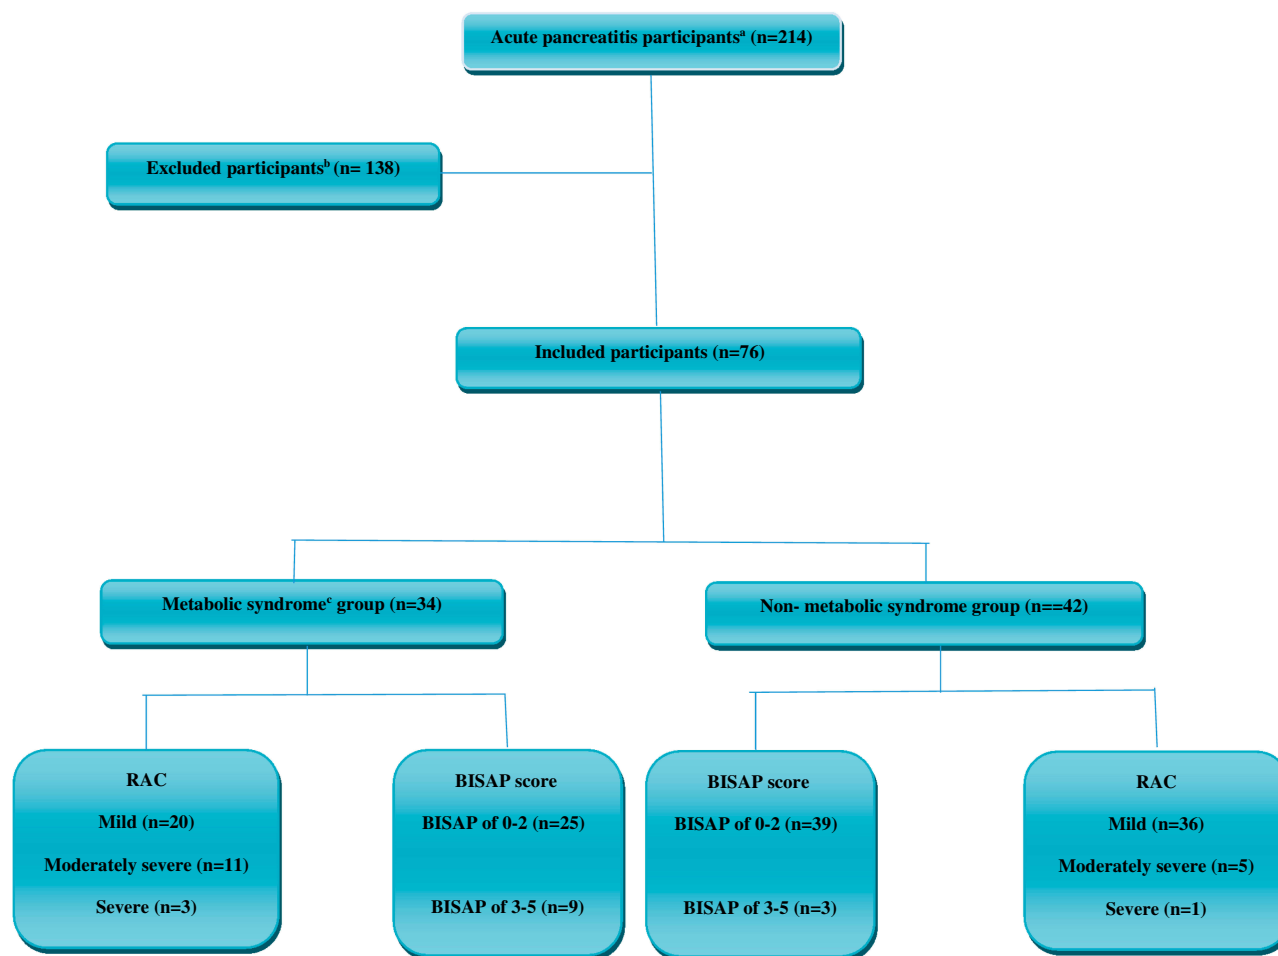 Acute pancreatitis participantsᵃ (n=214)
Excluded participantsᵇ (n= 138)
Included participants (n=76)
Metabolic syndromeᶜ group (n=34)
Non- metabolic syndrome group (n==42)
RAC
Mild (n=20)
Moderately severe (n=11)
Severe (n=3)
BISAP score
BISAP of 0-2 (n=25)
BISAP of 3-5 (n=9)
BISAP score
BISAP of 0-2 (n=39)
BISAP of 3-5 (n=3)
RAC
Mild (n=36)
Moderately severe (n=5)
Severe (n=1)